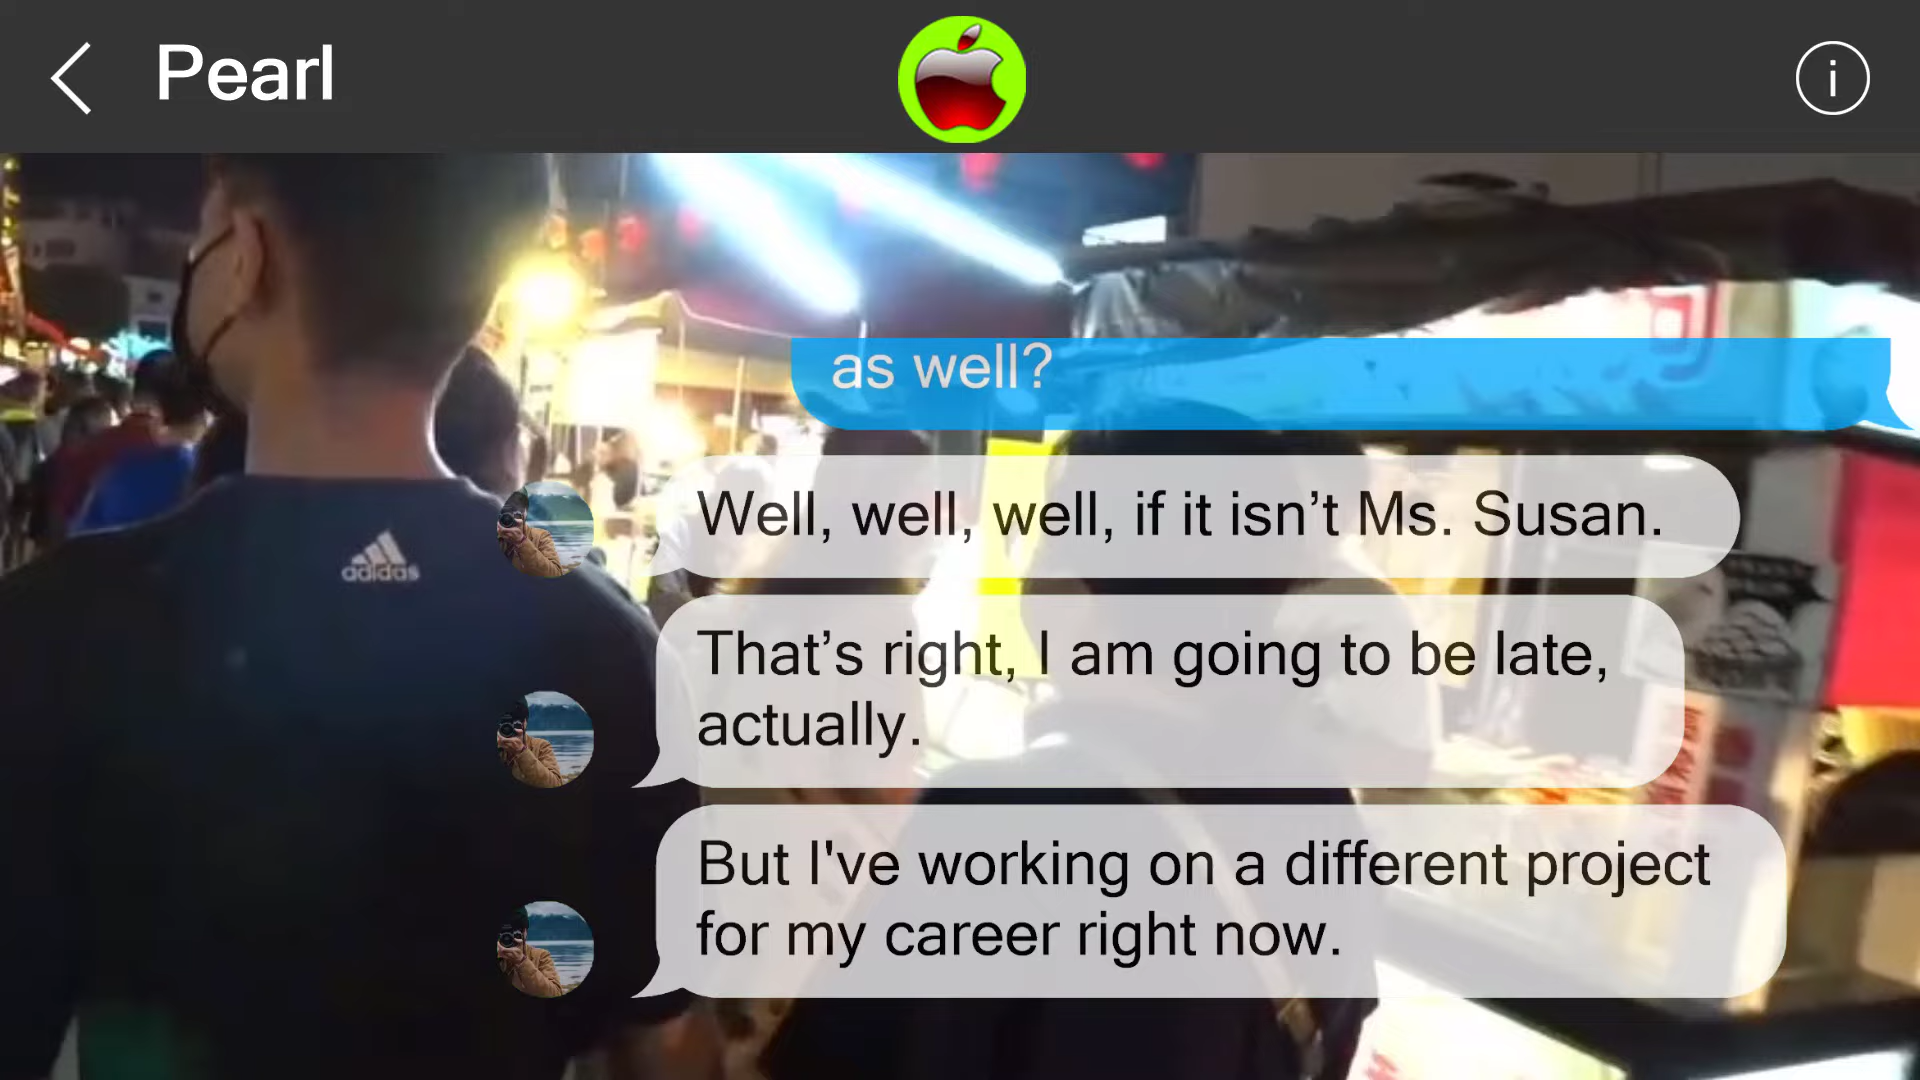 Pearl
i
as well?
adidas
Well, well, well, if it isn’t Ms. Susan.
That’s right, I am going to be late,
actually.
But I've working on a different project
for my career right now.